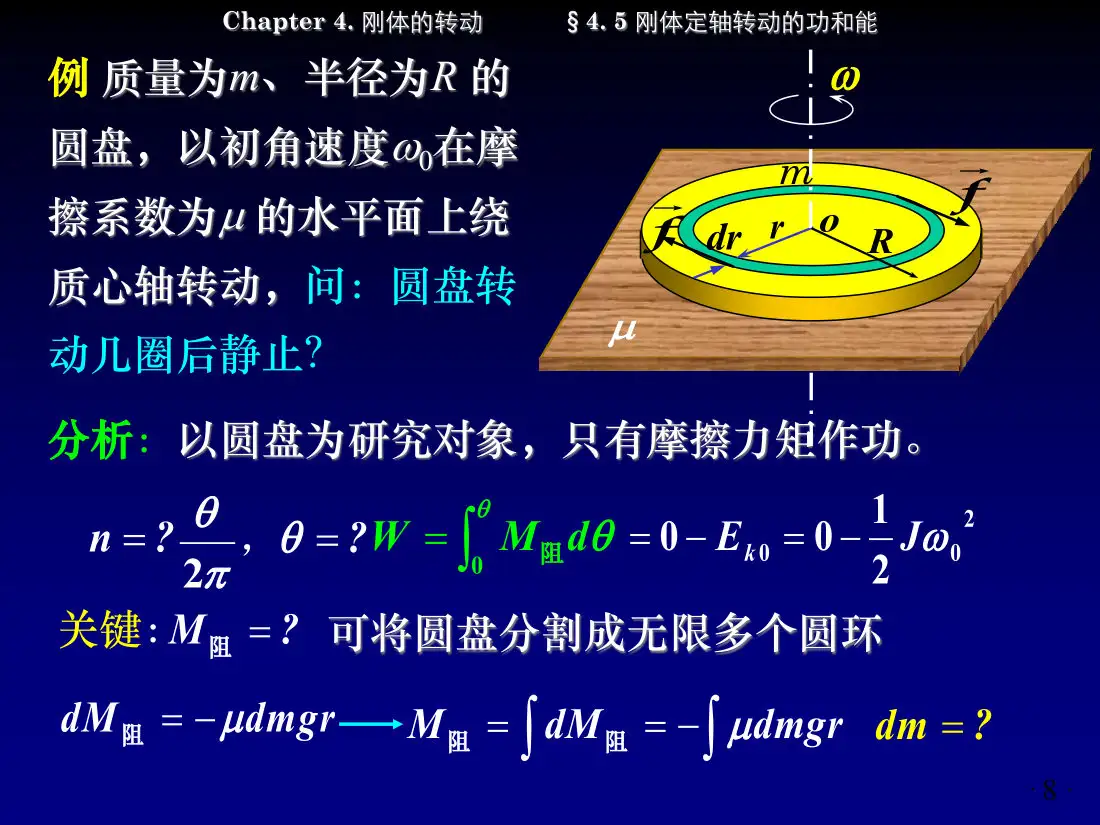 Chapter 4. 刚体的转动 §4. 5 刚体定轴转动的功和能
例 质量为m、半径为R 的
圆盘，以初角速度ω₀在摩
擦系数为μ 的水平面上绕
质心轴转动，问：圆盘转
动几圈后静止?
ω
m
f
f
dr
r
o
R
μ
分析：以圆盘为研究对象，只有摩擦力矩作功。
n = ? θ/2π , θ = ? W = ∫₀^θ M阻 dθ = 0 − E_k0 = 0 − 1/2 Jω₀²
关键: M阻 = ? 可将圆盘分割成无限多个圆环
dM阻 = −μdmgr → M阻 = ∫ dM阻 = −∫ μdmgr dm = ?
· 8 ·